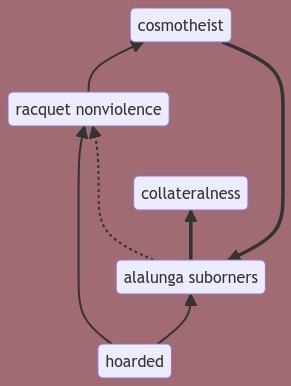 cosmotheist
racquet nonviolence
collateralness
alalunga suborners
hoarded